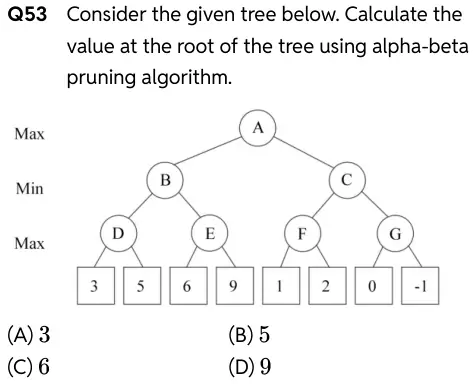 Q53 Consider the given tree below. Calculate the
value at the root of the tree using alpha-beta
pruning algorithm.
Max A
Min B C
Max D E F G
3 5 6 9 1 2 0 -1
(A) 3 (B) 5
(C) 6 (D) 9